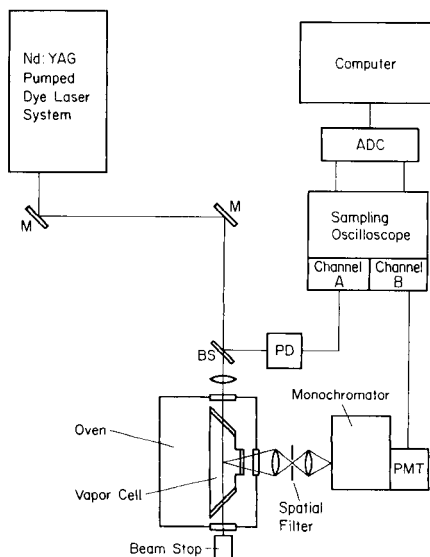 Nd:YAG
Pumped
Dye Laser
System
Computer
ADC
M
M
Sampling
Oscilloscope
Channel
A
Channel
B
BS
PD
Monochromator
Oven
PMT
Vapor Cell
Spatial
Filter
Beam Stop